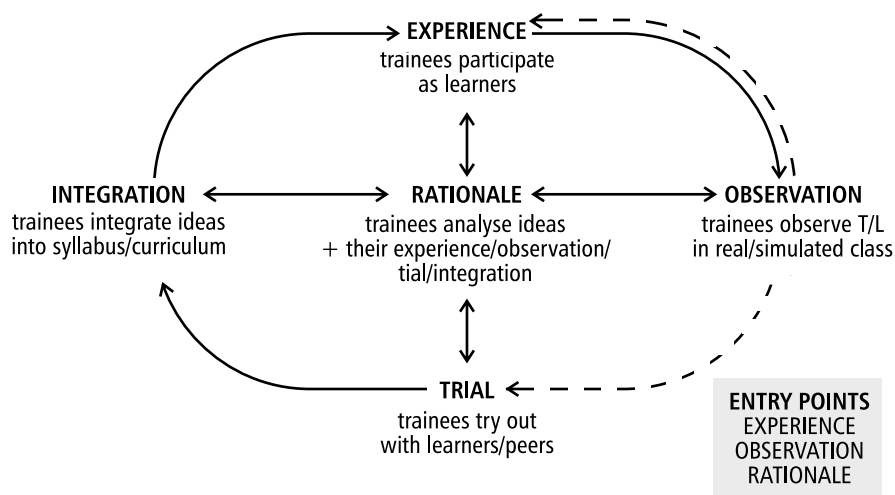 EXPERIENCE
trainees participate
as learners
INTEGRATION
trainees integrate ideas
into syllabus/curriculum
RATIONALE
trainees analyse ideas
+ their experience/observation/
tial/integration
OBSERVATION
trainees observe T/L
in real/simulated class
TRIAL
trainees try out
with learners/peers
ENTRY POINTS
EXPERIENCE
OBSERVATION
RATIONALE